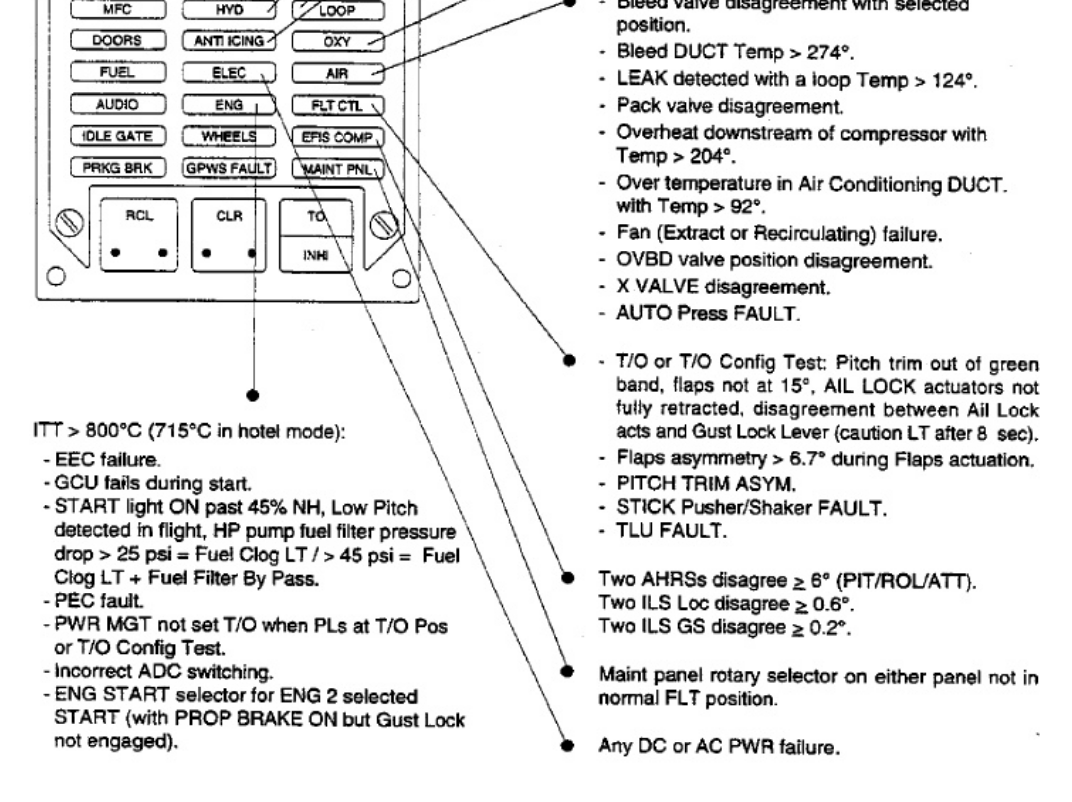 MFC HYD LOOP
DOORS ANTI ICING OXY
FUEL ELEC AIR
AUDIO ENG FLT CTL
IDLE GATE WHEELS EFIS COMP
PRKG BRK GPWS FAULT MAINT PNL
RCL CLR TO
INHI
ITT > 800°C (715°C in hotel mode):
- EEC failure.
- GCU fails during start.
- START light ON past 45% NH, Low Pitch
detected in flight, HP pump fuel filter pressure
drop > 25 psi = Fuel Clog LT / > 45 psi = Fuel
Clog LT + Fuel Filter By Pass.
- PEC fault.
- PWR MGT not set T/O when PLs at T/O Pos
or T/O Config Test.
- Incorrect ADC switching.
- ENG START selector for ENG 2 selected
START (with PROP BRAKE ON but Gust Lock
not engaged).
- Bleed valve disagreement with selected
position.
- Bleed DUCT Temp > 274°.
- LEAK detected with a loop Temp > 124°.
- Pack valve disagreement.
- Overheat downstream of compressor with
Temp > 204°.
- Over temperature in Air Conditioning DUCT.
with Temp > 92°.
- Fan (Extract or Recirculating) failure.
- OVBD valve position disagreement.
- X VALVE disagreement.
- AUTO Press FAULT.
- T/O or T/O Config Test: Pitch trim out of green
band, flaps not at 15°, AIL LOCK actuators not
fully retracted, disagreement between Ail Lock
acts and Gust Lock Lever (caution LT after 8 sec).
- Flaps asymmetry > 6.7° during Flaps actuation.
- PITCH TRIM ASYM.
- STICK Pusher/Shaker FAULT.
- TLU FAULT.
Two AHRSs disagree ≥ 6° (PIT/ROL/ATT).
Two ILS Loc disagree ≥ 0.6°.
Two ILS GS disagree ≥ 0.2°.
Maint panel rotary selector on either panel not in
normal FLT position.
Any DC or AC PWR failure.